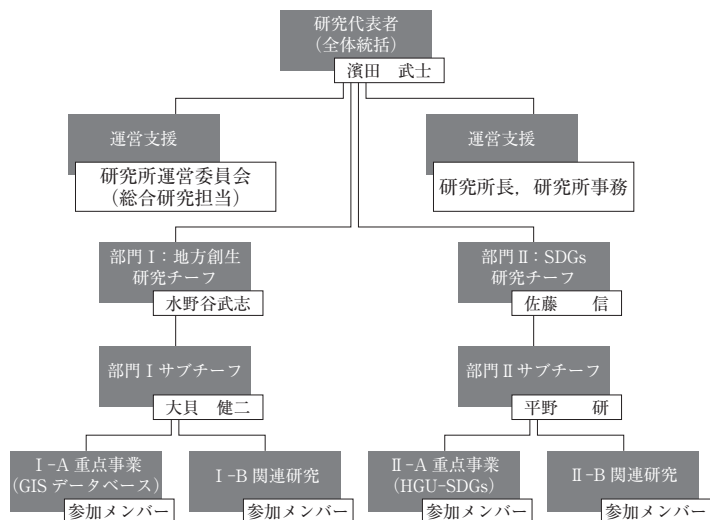 研究代表者
（全体統括）
濱田　武士
運営支援
研究所運営委員会
（総合研究担当）
運営支援
研究所長，研究所事務
部門Ⅰ：地方創生
研究チーフ
水野谷武志
部門Ⅱ：SDGs
研究チーフ
佐藤　信
部門Ⅰサブチーフ
大貝　健二
部門Ⅱサブチーフ
平野　研
Ⅰ-A 重点事業
（GIS データベース）
参加メンバー
Ⅰ-B 関連研究
参加メンバー
Ⅱ-A 重点事業
（HGU-SDGs）
参加メンバー
Ⅱ-B 関連研究
参加メンバー